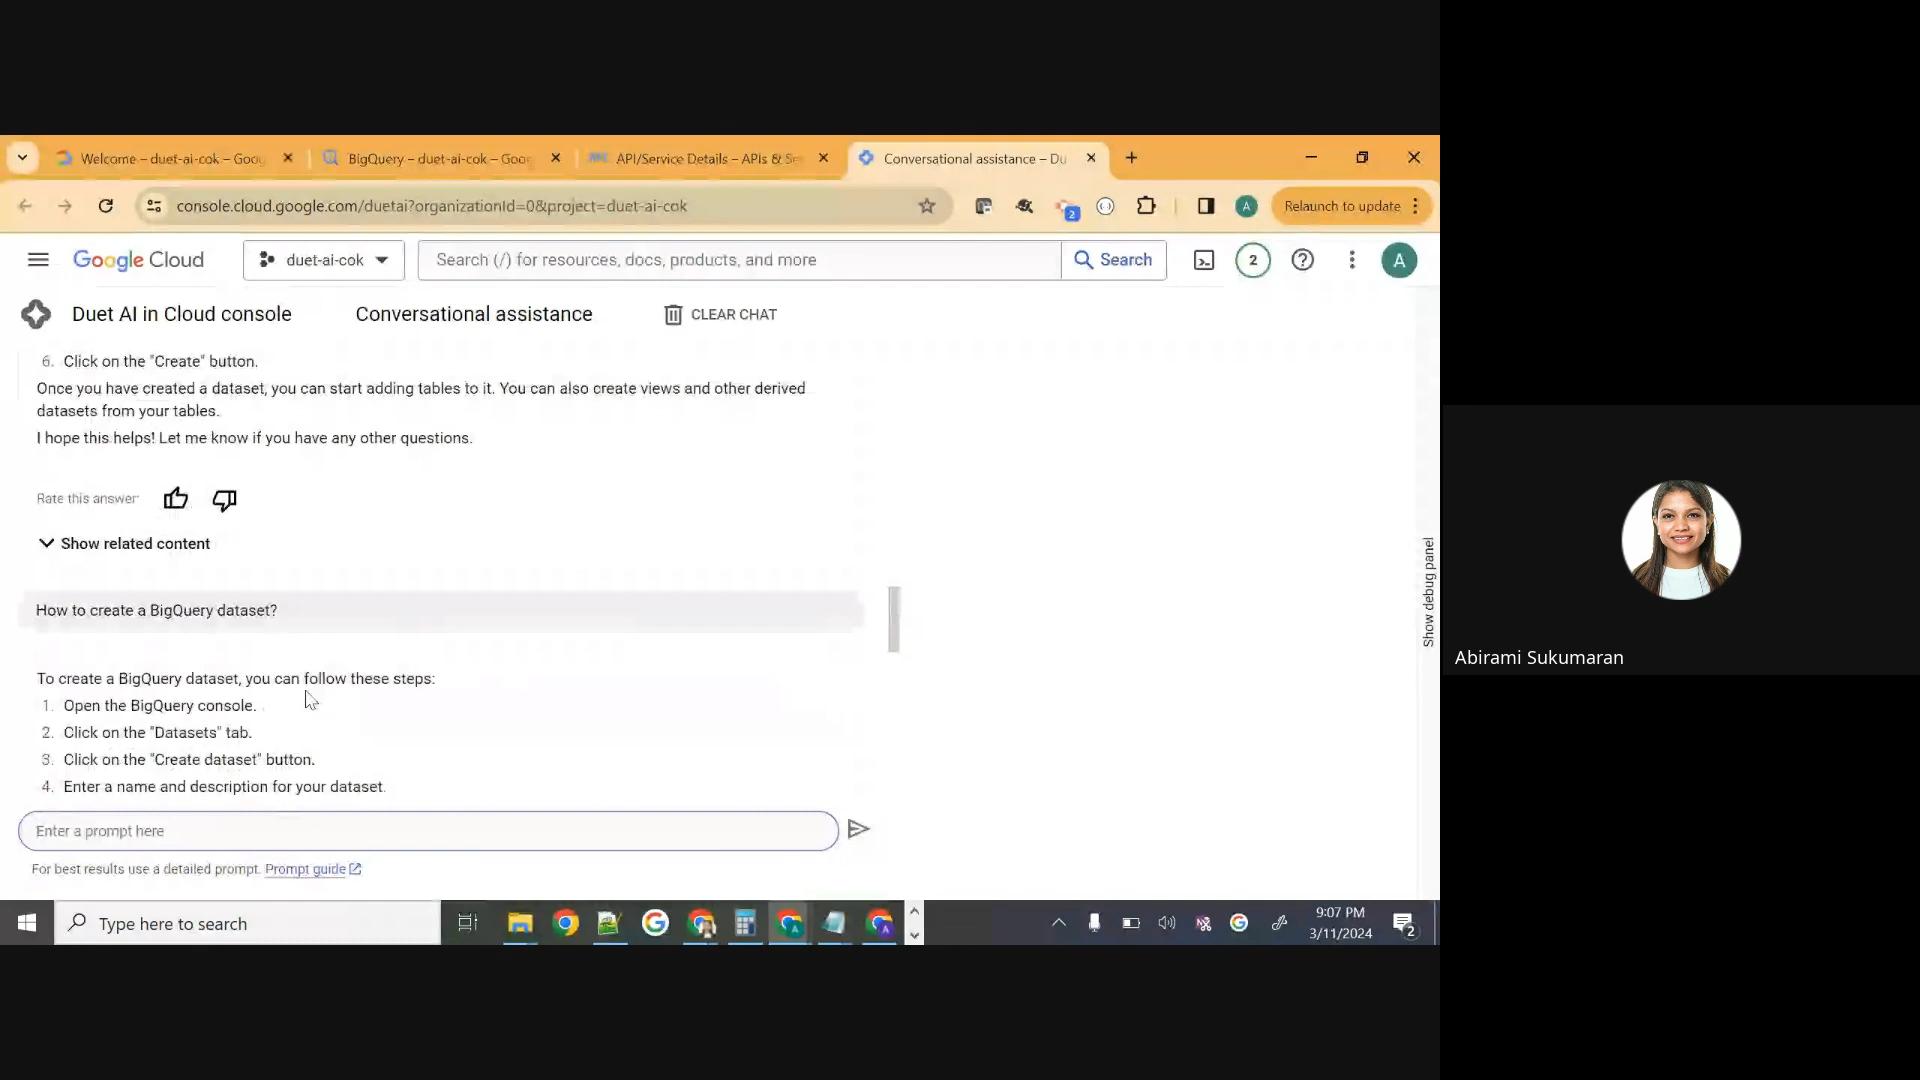 Welcome – duet-ai-cok – Goog
BigQuery – duet-ai-cok – Goog
API/Service Details – APIs & Se
Conversational assistance – Du
console.cloud.google.com/duetai?organizationId=0&project=duet-ai-cok
2
A
Relaunch to update
Google Cloud
duet-ai-cok
Search (/) for resources, docs, products, and more
Search
2
A
Duet AI in Cloud console
Conversational assistance
CLEAR CHAT
6. Click on the "Create" button.
Once you have created a dataset, you can start adding tables to it. You can also create views and other derived
datasets from your tables.
I hope this helps! Let me know if you have any other questions.
Rate this answer
Show related content
How to create a BigQuery dataset?
To create a BigQuery dataset, you can follow these steps:
1. Open the BigQuery console.
2. Click on the "Datasets" tab.
3. Click on the "Create dataset" button.
4. Enter a name and description for your dataset.
Enter a prompt here
For best results use a detailed prompt. Prompt guide
Show debug panel
Abirami Sukumaran
Type here to search
9:07 PM
3/11/2024
2